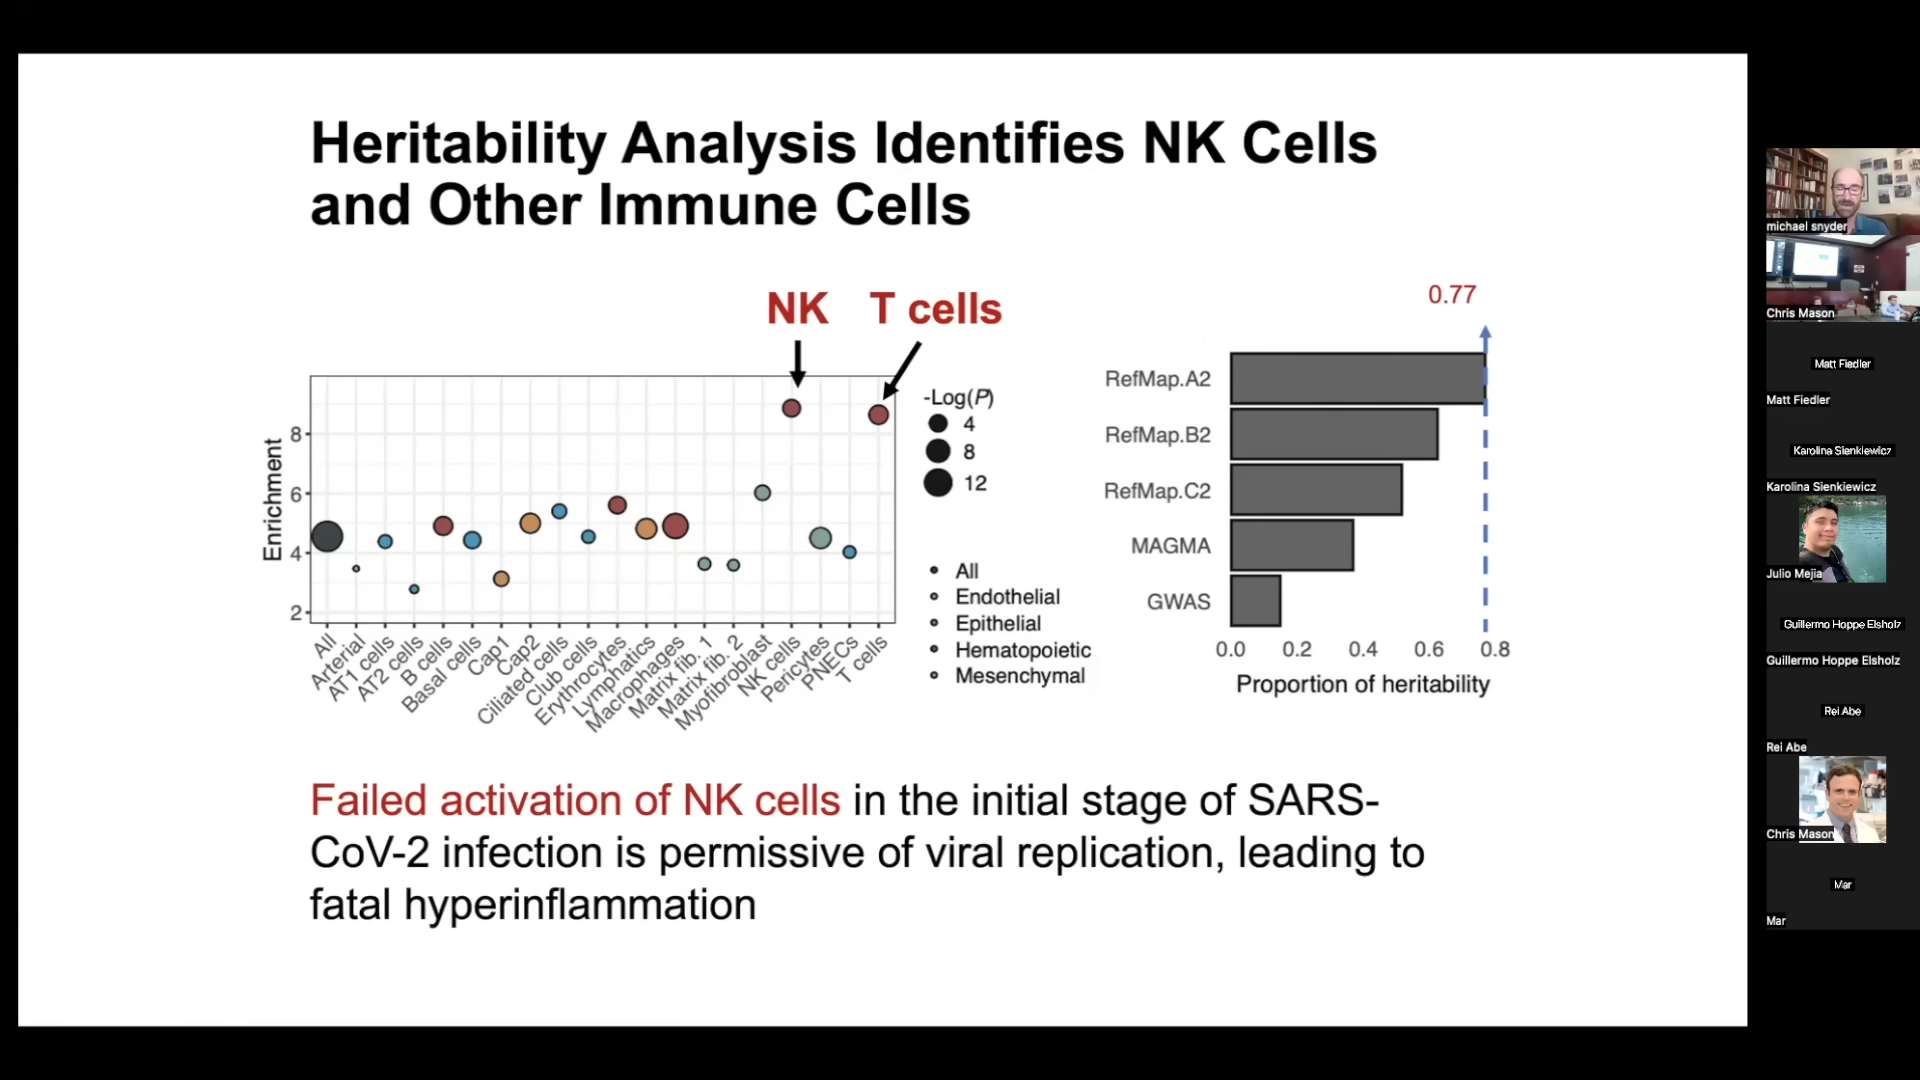 Heritability Analysis Identifies NK Cells
and Other Immune Cells
NK T cells
Enrichment
8
6
4
2
All
Arterial
AT1 cells
AT2 cells
B cells
Basal cells
Cap1
Cap2
Ciliated cells
Club cells
Erythrocytes
Lymphatics
Macrophages
Matrix fib. 1
Matrix fib. 2
Myofibroblast
NK cells
Pericytes
PNECs
T cells
-Log(P)
4
8
12
All
Endothelial
Epithelial
Hematopoietic
Mesenchymal
0.77
RefMap.A2
RefMap.B2
RefMap.C2
MAGMA
GWAS
0.0 0.2 0.4 0.6 0.8
Proportion of heritability
Failed activation of NK cells in the initial stage of SARS-
CoV-2 infection is permissive of viral replication, leading to
fatal hyperinflammation
michael snyder
Chris Mason
Matt Fiedler
Matt Fiedler
Karolina Sienkiewicz
Karolina Sienkiewicz
Julio Mejia
Guillermo Hoppe Elsholz
Guillermo Hoppe Elsholz
Rei Abe
Rei Abe
Chris Mason
Mar
Mar